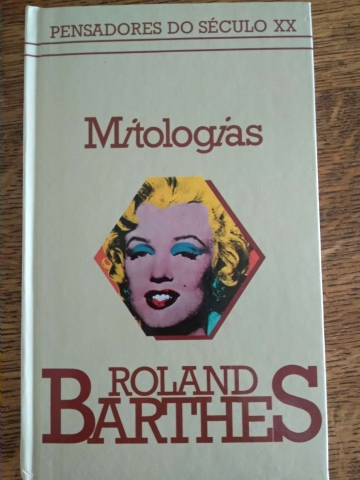 PENSADORES DO SÉCULO XX
Mitologías
ROLAND
BARTHES